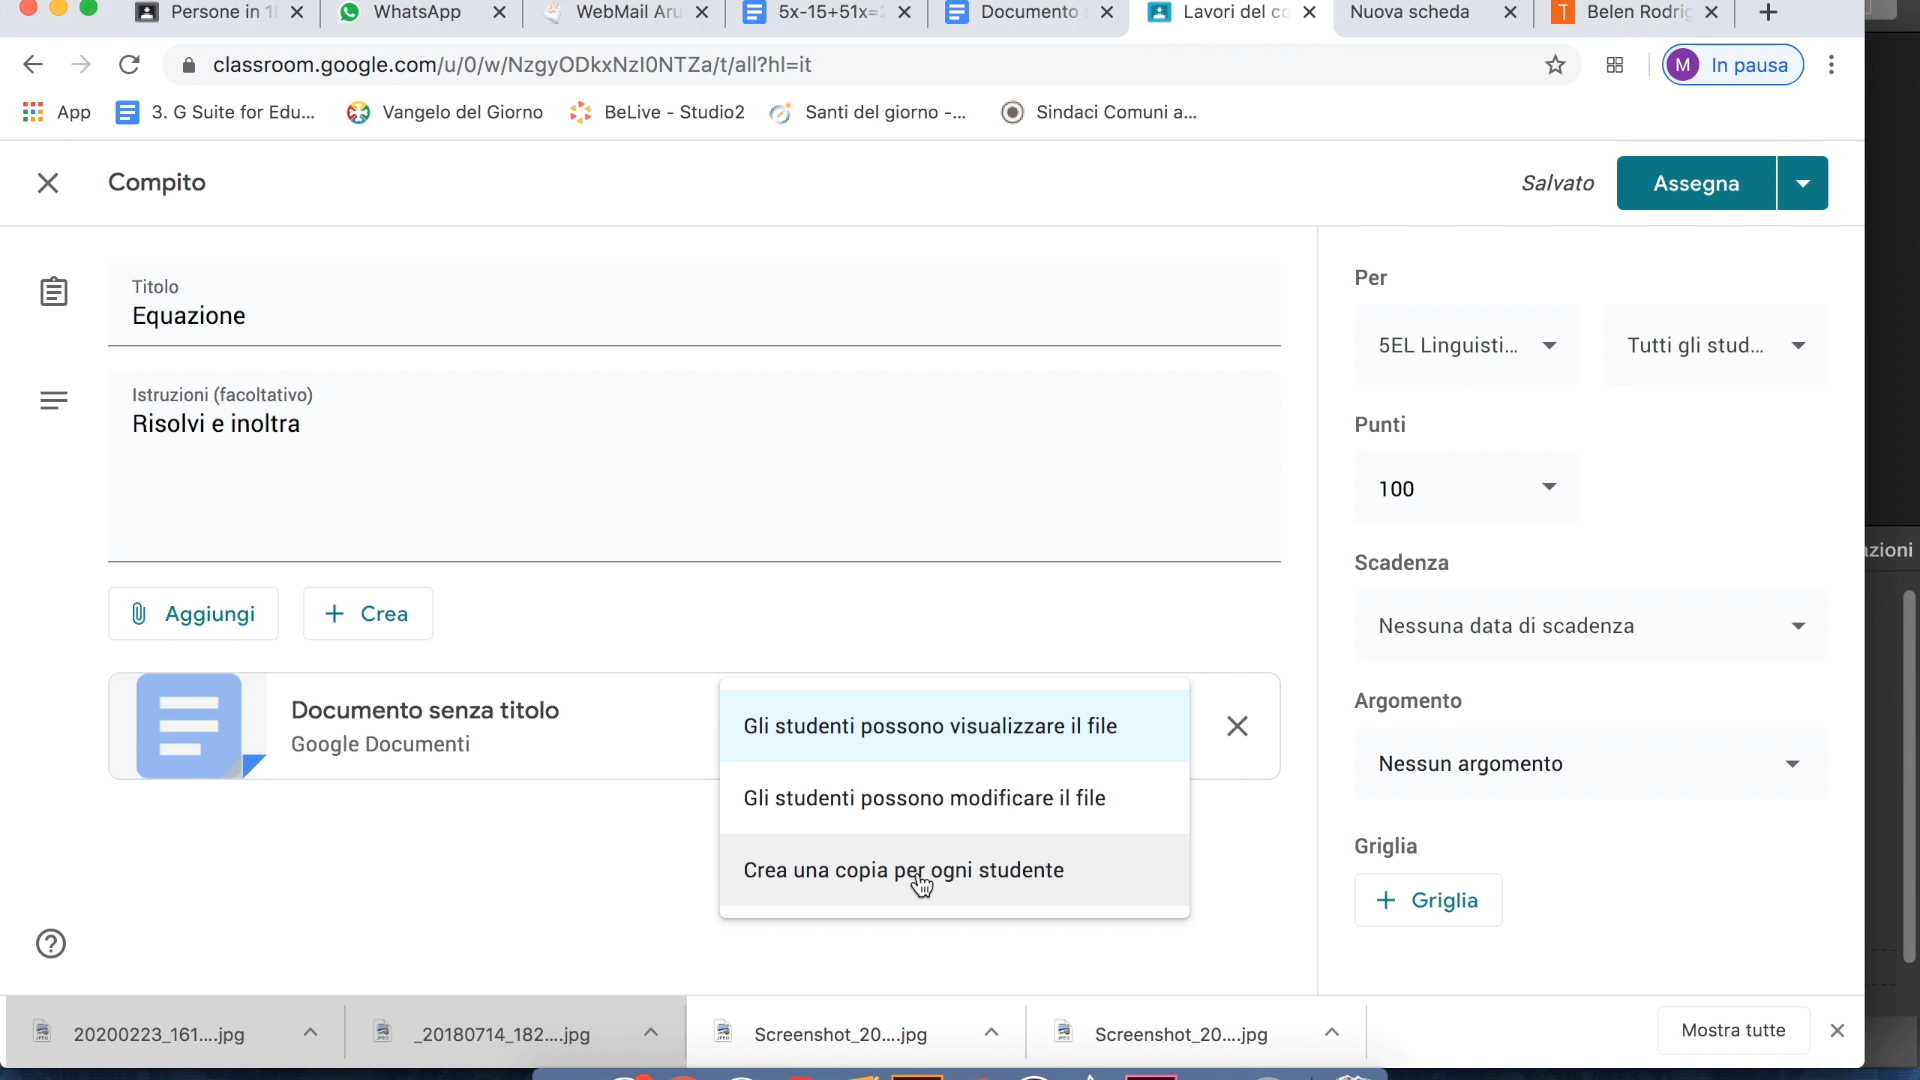 Persone in 1
WhatsApp
WebMail Aru
5x-15+51x=
Documento
Lavori del co
Nuova scheda
T
Belen Rodrig
classroom.google.com/u/0/w/NzgyODkxNzI0NTZa/t/all?hl=it
M
In pausa
App
3. G Suite for Edu...
Vangelo del Giorno
BeLive - Studio2
Santi del giorno -...
Sindaci Comuni a...
Compito
Salvato
Assegna
Titolo
Equazione
Istruzioni (facoltativo)
Risolvi e inoltra
Aggiungi
+ Crea
Documento senza titolo
Google Documenti
Gli studenti possono visualizzare il file
Gli studenti possono modificare il file
Crea una copia per ogni studente
Per
5EL Linguisti...
Tutti gli stud...
Punti
100
Scadenza
Nessuna data di scadenza
Argomento
Nessun argomento
Griglia
+ Griglia
azioni
20200223_161....jpg
_20180714_182....jpg
Screenshot_20....jpg
Screenshot_20....jpg
Mostra tutte